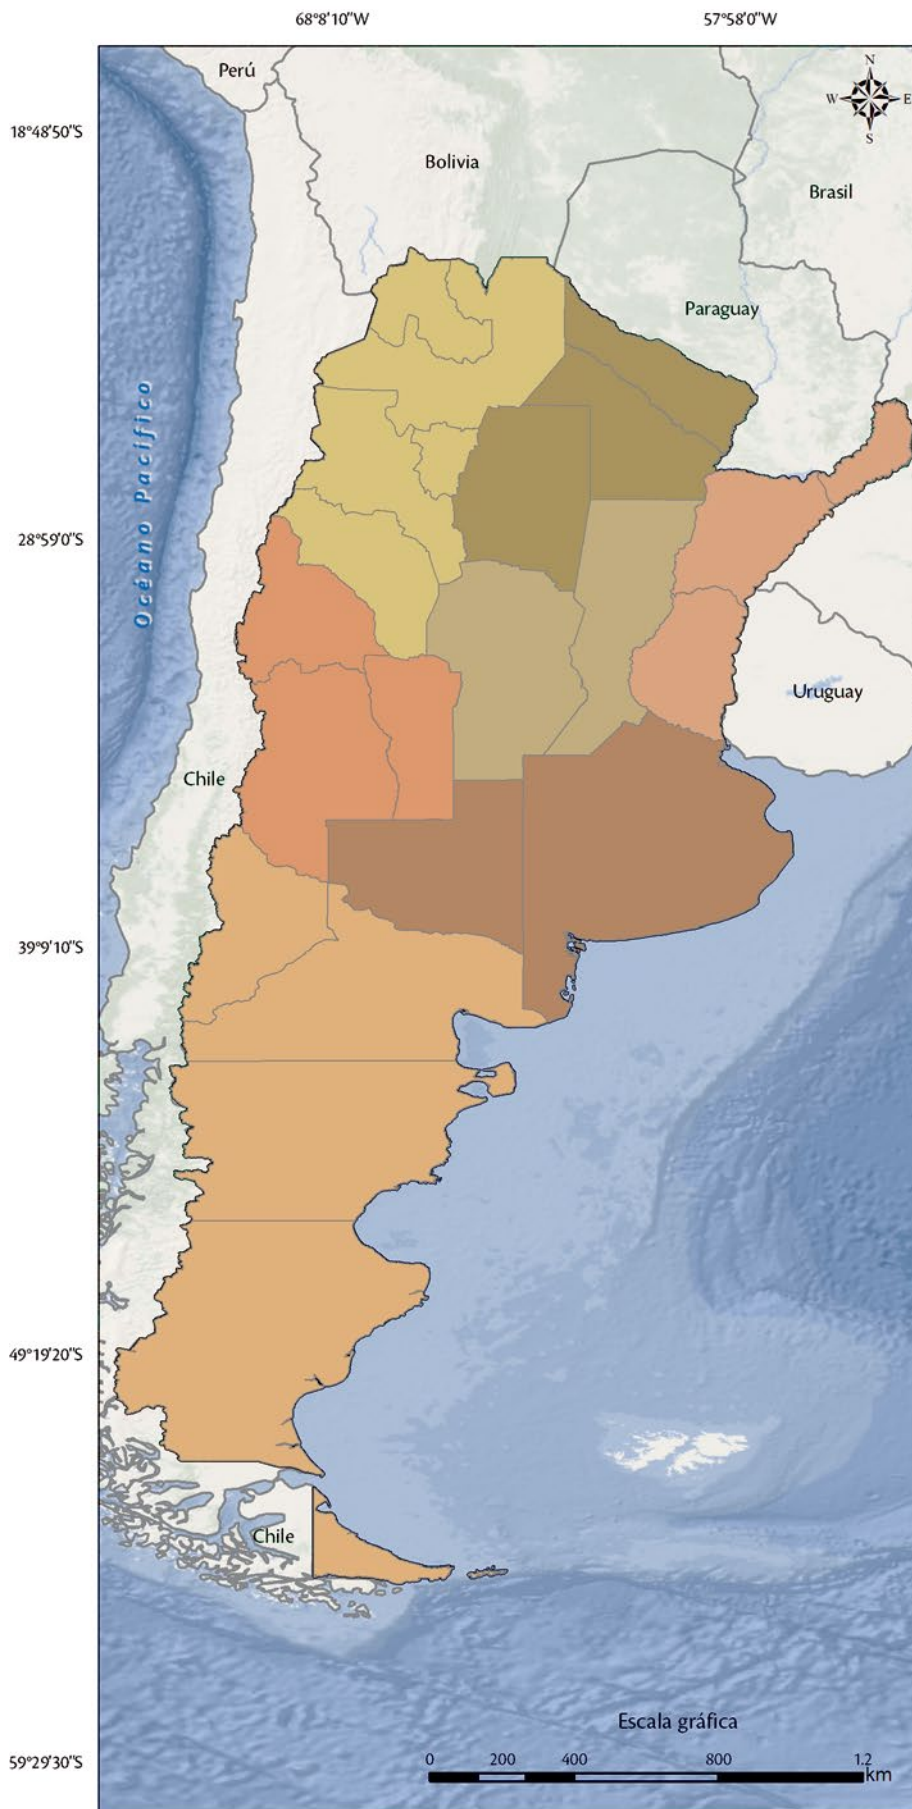 68°8'10"W 57°58'0"W
Perú
N
W E
S
18°48'50"S
Bolivia
Brasil
Paraguay
Océano Pacífico
28°59'0"S
Uruguay
Chile
39°9'10"S
49°19'20"S
Chile
Escala gráfica
59°29'30"S
0 200 400 800 1.2
km